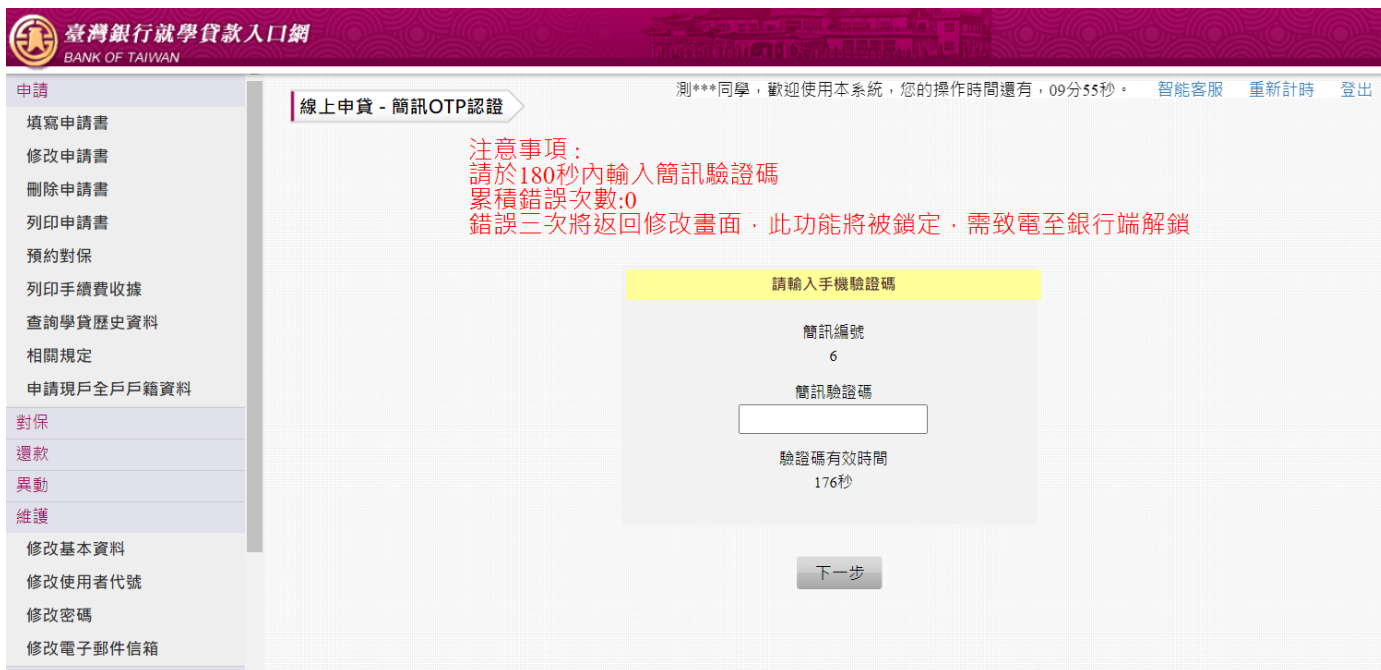 臺灣銀行就學貸款入口網
BANK OF TAIWAN
測***同學，歡迎使用本系統，您的操作時間還有，09分55秒。 智能客服 重新計時 登出
申請
填寫申請書
修改申請書
刪除申請書
列印申請書
預約對保
列印手續費收據
查詢學貸歷史資料
相關規定
申請現戶全戶戶籍資料
對保
還款
異動
維護
修改基本資料
修改使用者代號
修改密碼
修改電子郵件信箱
線上申貸 - 簡訊OTP認證
注意事項 :
請於180秒內輸入簡訊驗證碼
累積錯誤次數:0
錯誤三次將返回修改畫面，此功能將被鎖定，需致電至銀行端解鎖
請輸入手機驗證碼
簡訊編號
6
簡訊驗證碼
驗證碼有效時間
176秒
下一步